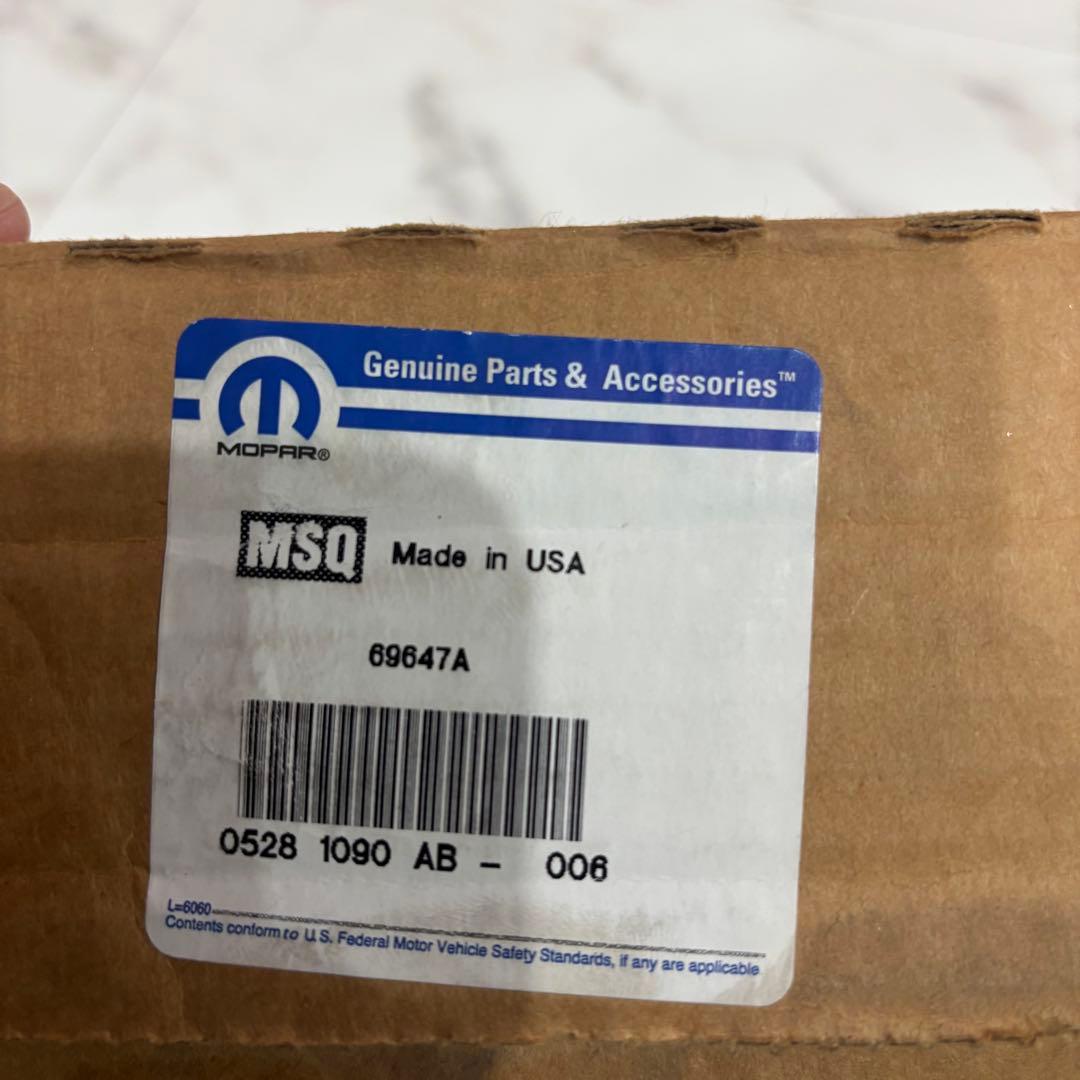 Genuine Parts & Accessories™
MOPAR®
MSQ Made in USA
69647A
0528 1090 AB - 006
L=6060
Contents conform to U.S. Federal Motor Vehicle Safety Standards, if any are applicable